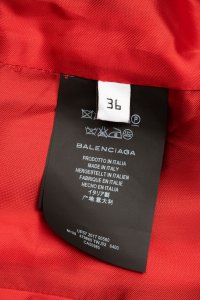 36
P
BALENCIAGA
PRODOTTO IN ITALIA
MADE IN ITALY
HERGESTELLT IN ITALIEN
FABRIQUE EN ITALIE
HECHO EN ITALIA
イタリア製
产地 意大利